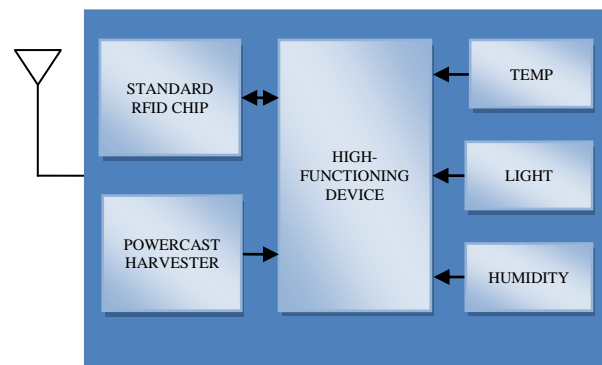 STANDARD
RFID CHIP
POWERCAST
HARVESTER
HIGH-
FUNCTIONING
DEVICE
TEMP
LIGHT
HUMIDITY